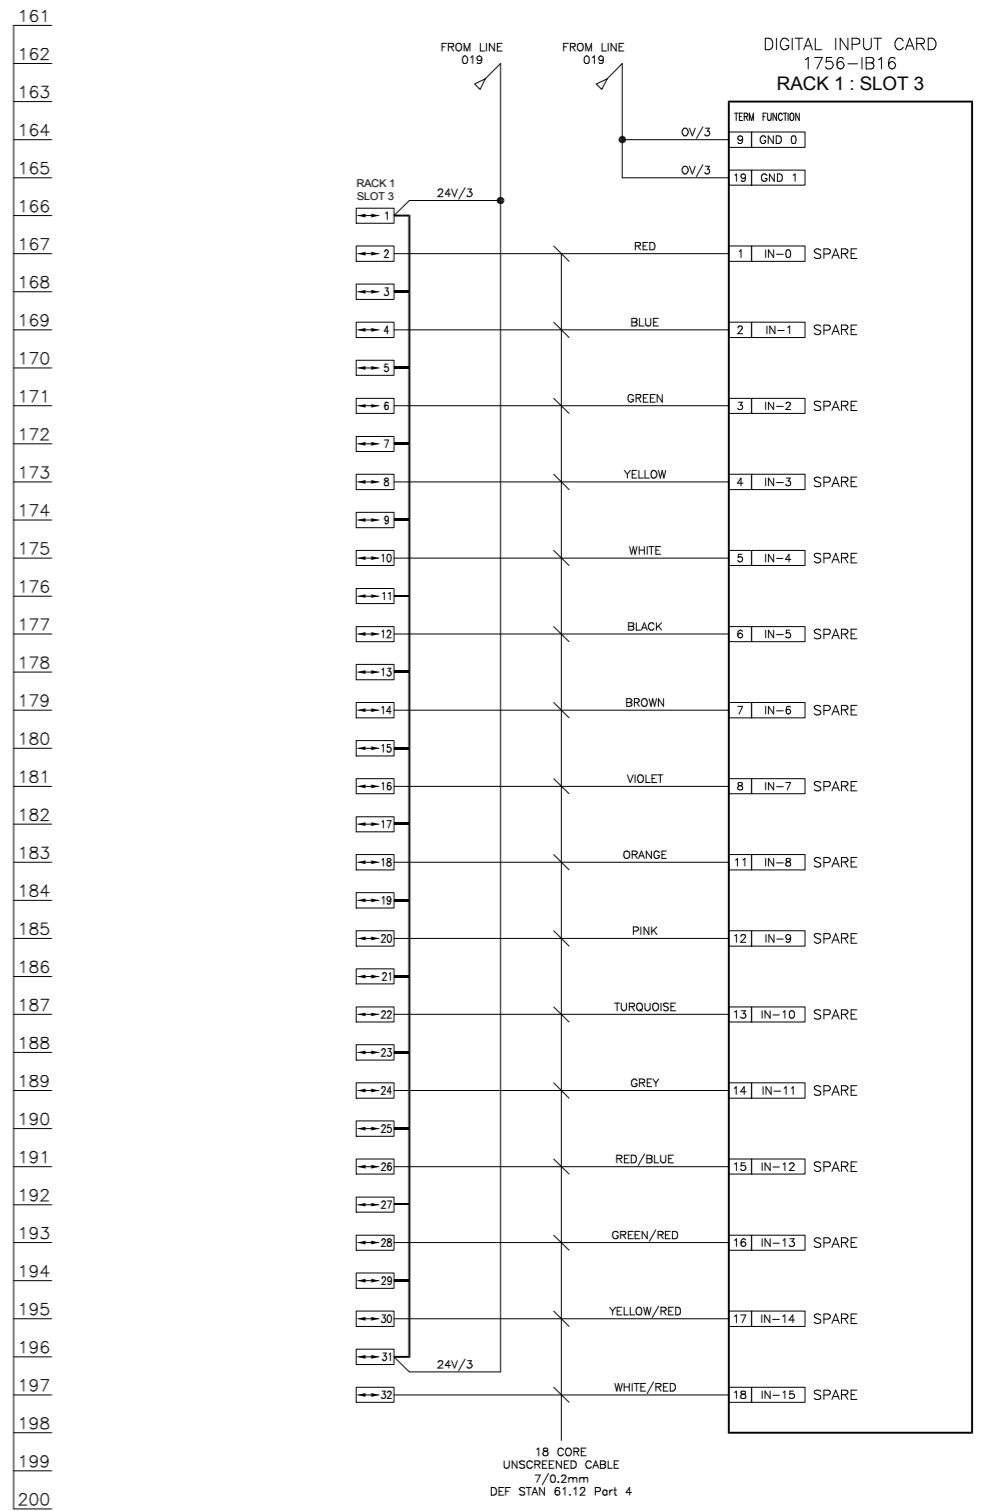 161
FROM LINE 019
FROM LINE 019
DIGITAL INPUT CARD
162
1756-IB16
163
RACK 1 : SLOT 3
TERM FUNCTION
164
0V/3 9 GND 0
165
0V/3 19 GND 1
RACK 1
SLOT 3
24V/3
166
1
167
2 RED 1 IN-0 SPARE
168
3
169
4 BLUE 2 IN-1 SPARE
170
5
171
6 GREEN 3 IN-2 SPARE
172
7
173
8 YELLOW 4 IN-3 SPARE
174
9
175
10 WHITE 5 IN-4 SPARE
176
11
177
12 BLACK 6 IN-5 SPARE
178
13
179
14 BROWN 7 IN-6 SPARE
180
15
181
16 VIOLET 8 IN-7 SPARE
182
17
183
18 ORANGE 11 IN-8 SPARE
184
19
185
20 PINK 12 IN-9 SPARE
186
21
187
22 TURQUOISE 13 IN-10 SPARE
188
23
189
24 GREY 14 IN-11 SPARE
190
25
191
26 RED/BLUE 15 IN-12 SPARE
192
27
193
28 GREEN/RED 16 IN-13 SPARE
194
29
195
30 YELLOW/RED 17 IN-14 SPARE
196
31 24V/3
197
32 WHITE/RED 18 IN-15 SPARE
198
18 CORE
199
UNSCREENED CABLE
7/0.2mm
200
DEF STAN 61.12 Part 4